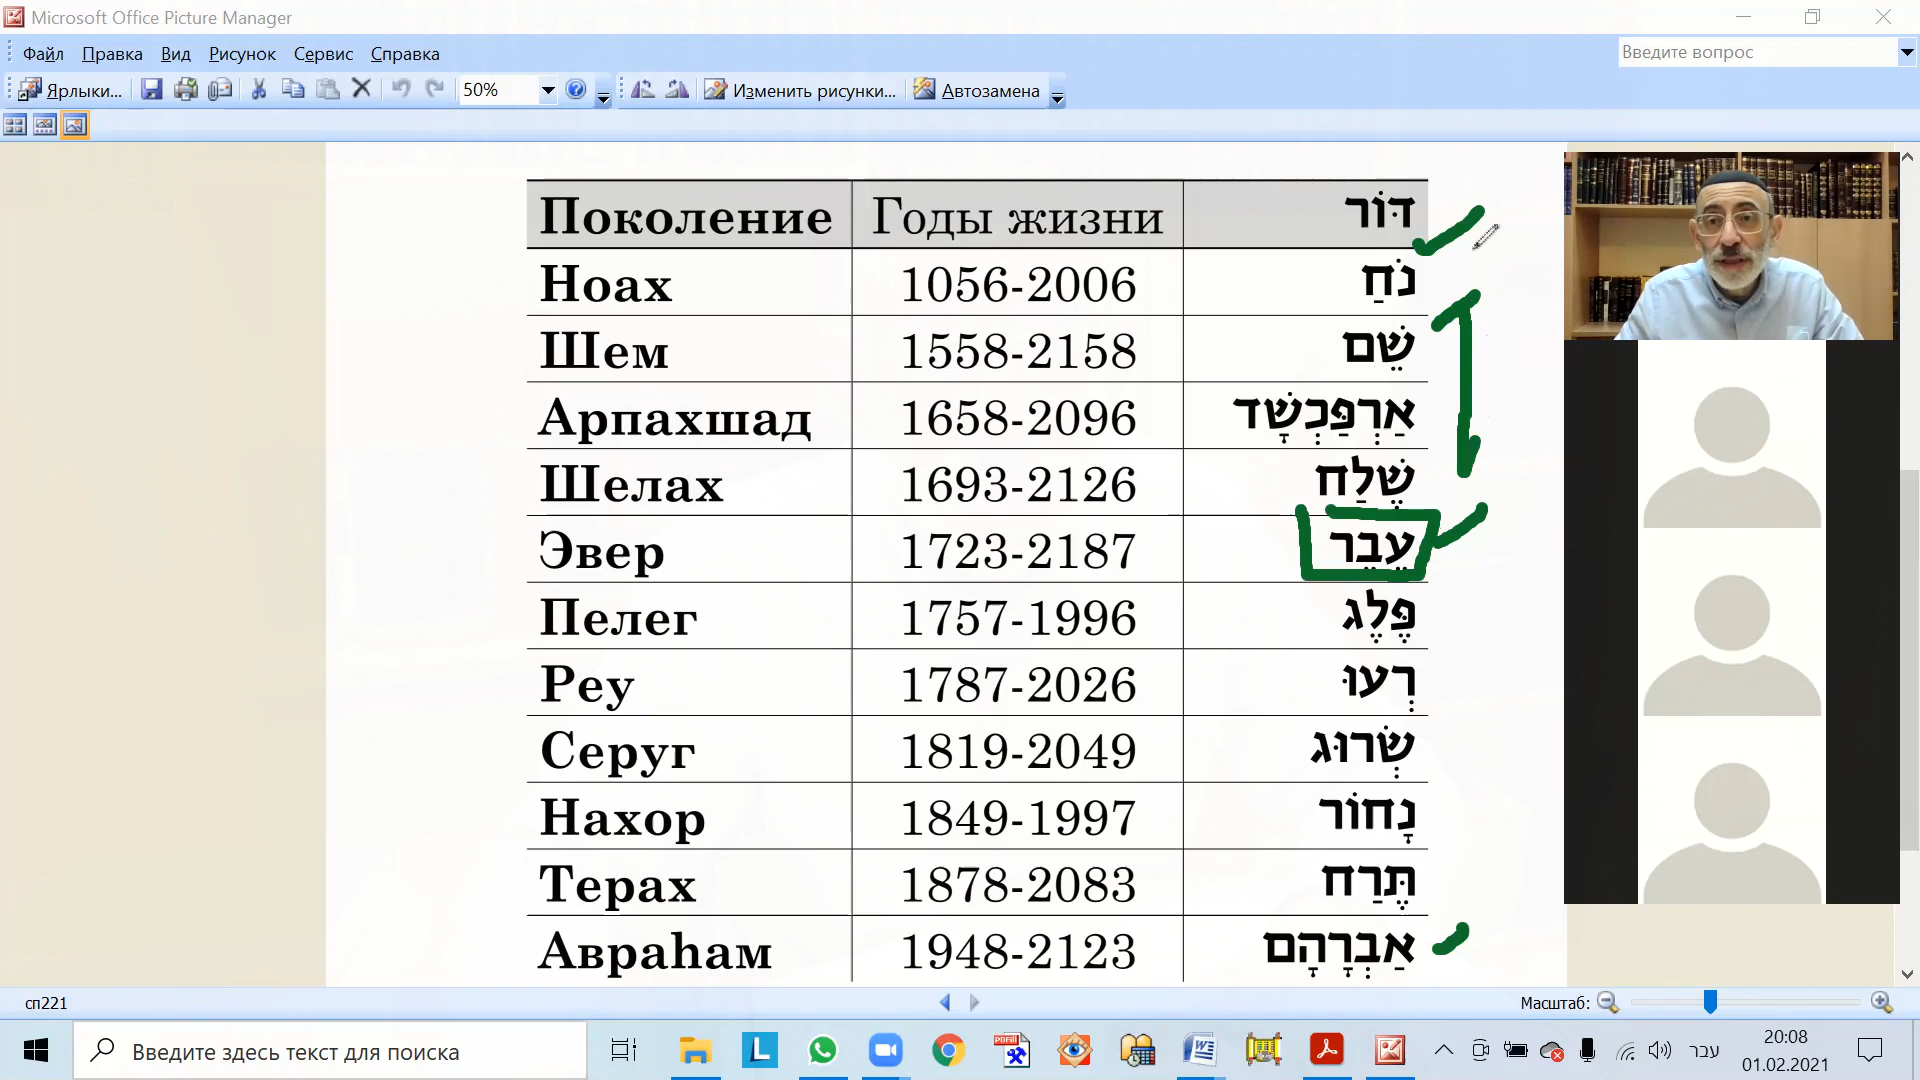 Microsoft Office Picture Manager
Файл Правка Вид Рисунок Сервис Справка
Введите вопрос
Ярлыки... 50% Изменить рисунки... Автозамена
Поколение Годы жизни דּוֹר
Ноах 1056-2006 נֹחַ
Шем 1558-2158 שֵׁם
Арпахшад 1658-2096 אַרְפַּכְשָׁד
Шелах 1693-2126 שֶׁלַח
Эвер 1723-2187 עֵבֶר
Пелег 1757-1996 פֶּלֶג
Реу 1787-2026 רְעוּ
Серуг 1819-2049 שְׂרוּג
Нахор 1849-1997 נָחוֹר
Терах 1878-2083 תֶּרַח
Авраhам 1948-2123 אַבְרָהָם
сп221
Масштаб:
Введите здесь текст для поиска
עבר
20:08
01.02.2021